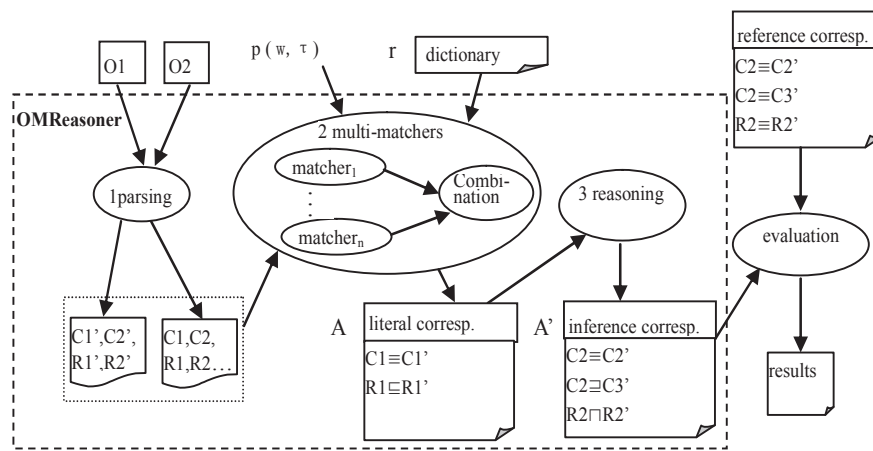 O1
O2
p ( w, τ )
r
dictionary
reference corresp.
C2≡C2’
C2≡C3’
R2≡R2’
OMReasoner
1parsing
2 multi-matchers
matcher1
Combi-
nation
matchern
3 reasoning
evaluation
C1’,C2’,
R1’,R2’
C1,C2,
R1,R2…
A
literal corresp.
C1≡C1’
R1⊑R1’
A’
inference corresp.
C2≡C2’
C2⊒C3’
R2⊓R2’
results